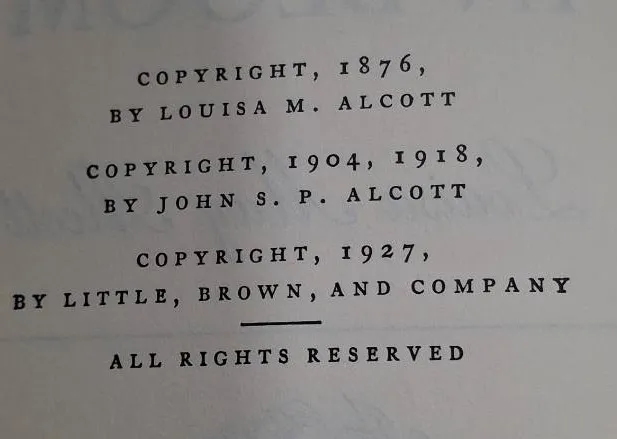 COPYRIGHT, 1876,
BY LOUISA M. ALCOTT
COPYRIGHT, 1904, 1918,
BY JOHN S. P. ALCOTT
COPYRIGHT, 1927,
BY LITTLE, BROWN, AND COMPANY
ALL RIGHTS RESERVED